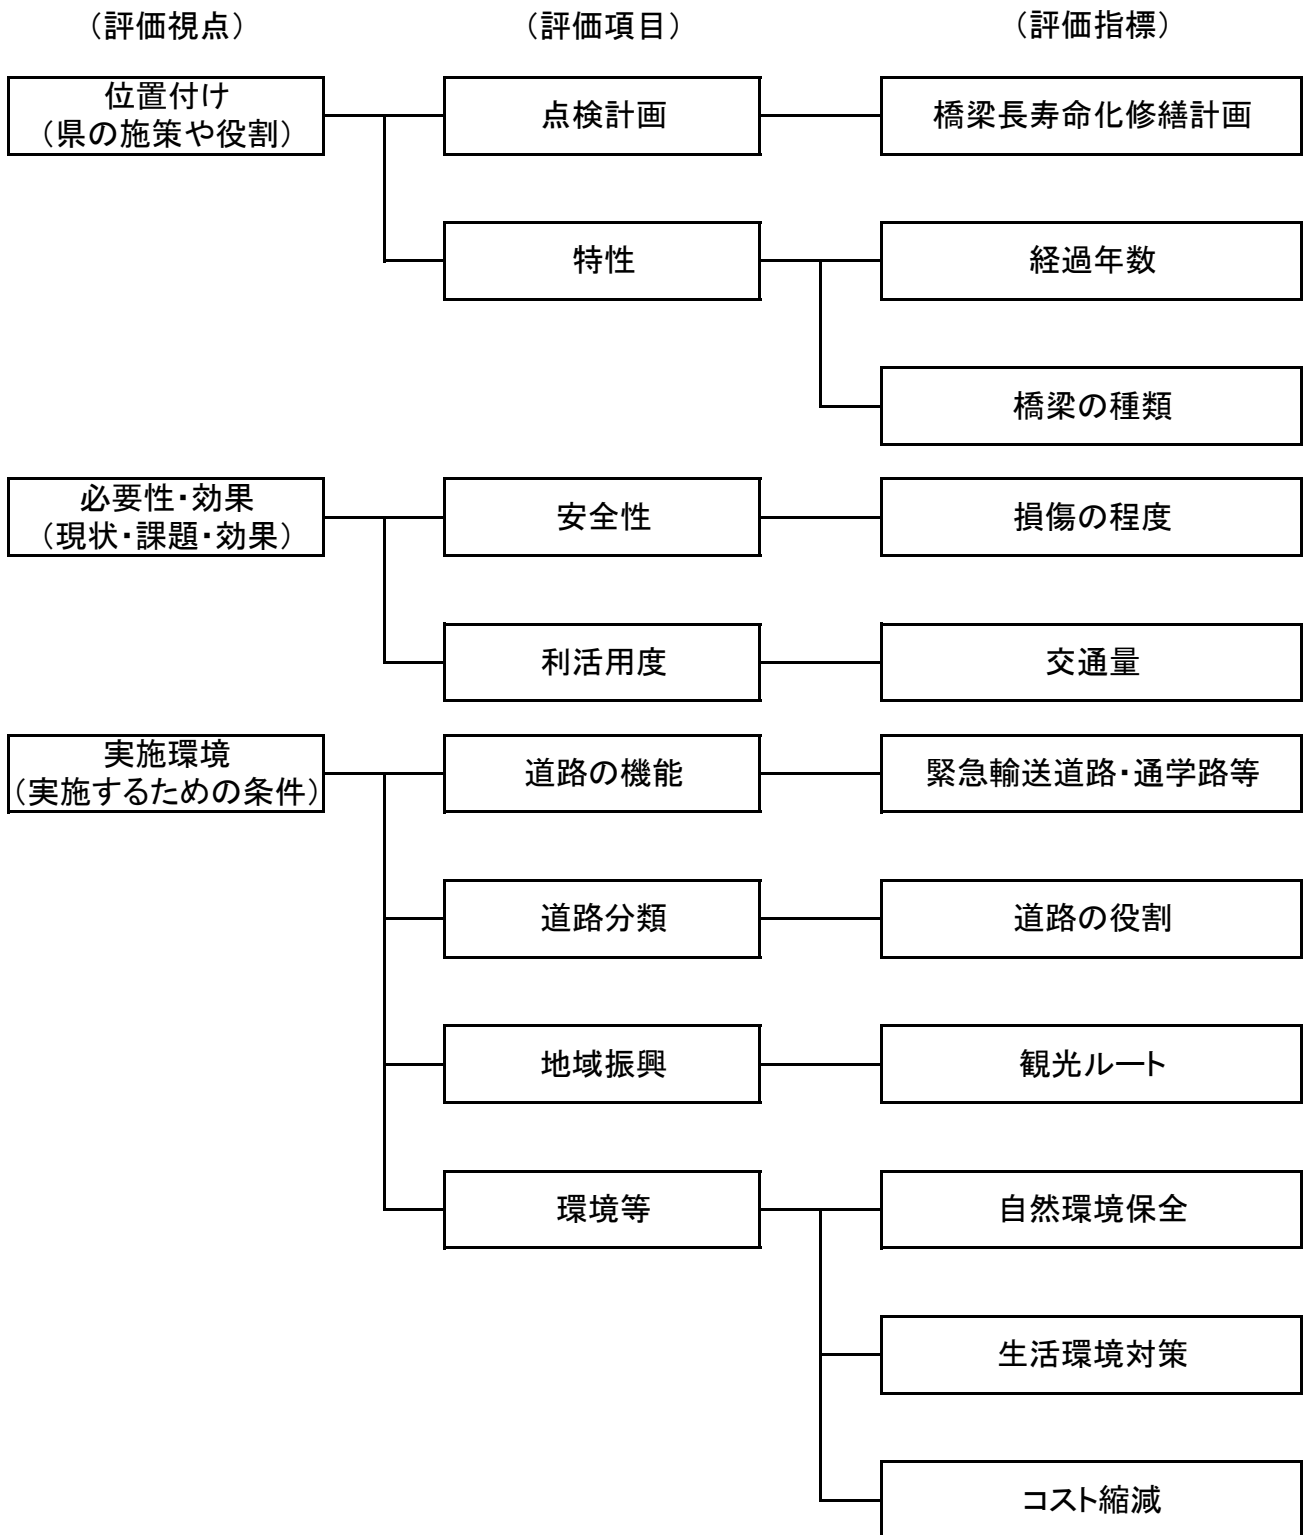 （評価視点） （評価項目） （評価指標）
位置付け
（県の施策や役割）
点検計画
橋梁長寿命化修繕計画
特性
経過年数
橋梁の種類
必要性・効果
（現状・課題・効果）
安全性
損傷の程度
利活用度
交通量
実施環境
（実施するための条件）
道路の機能
緊急輸送道路・通学路等
道路分類
道路の役割
地域振興
観光ルート
環境等
自然環境保全
生活環境対策
コスト縮減